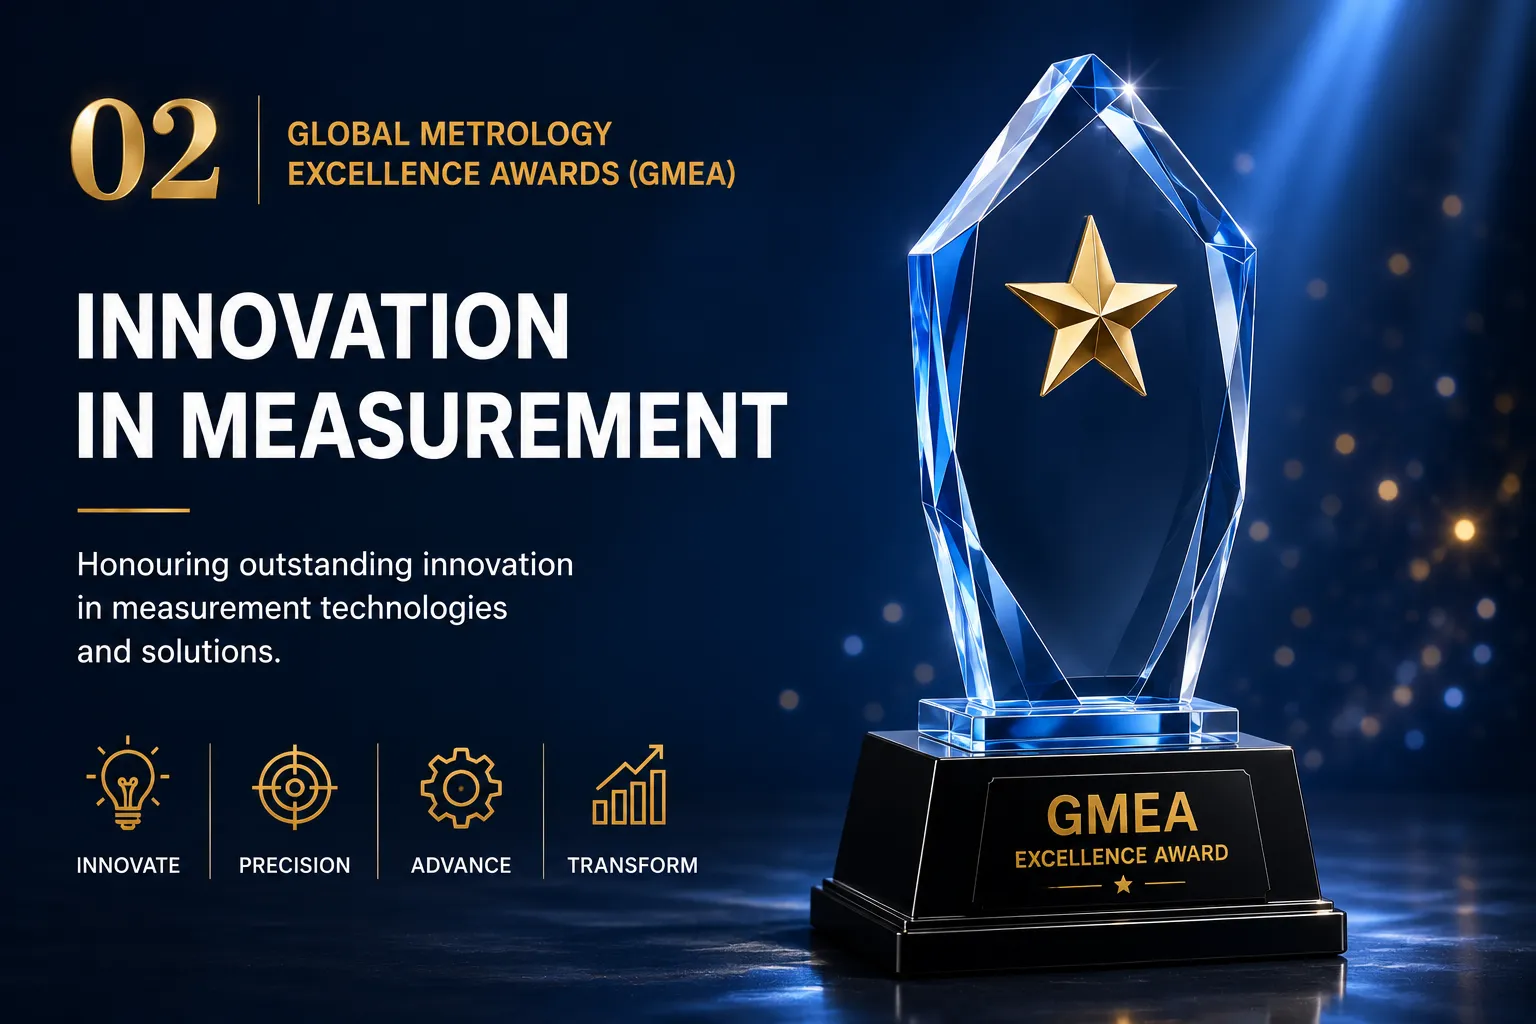 02
GLOBAL METROLOGY
EXCELLENCE AWARDS (GMEA)
INNOVATION
IN MEASUREMENT
Honouring outstanding innovation
in measurement technologies
and solutions.
INNOVATE
PRECISION
ADVANCE
TRANSFORM
GMEA
EXCELLENCE AWARD